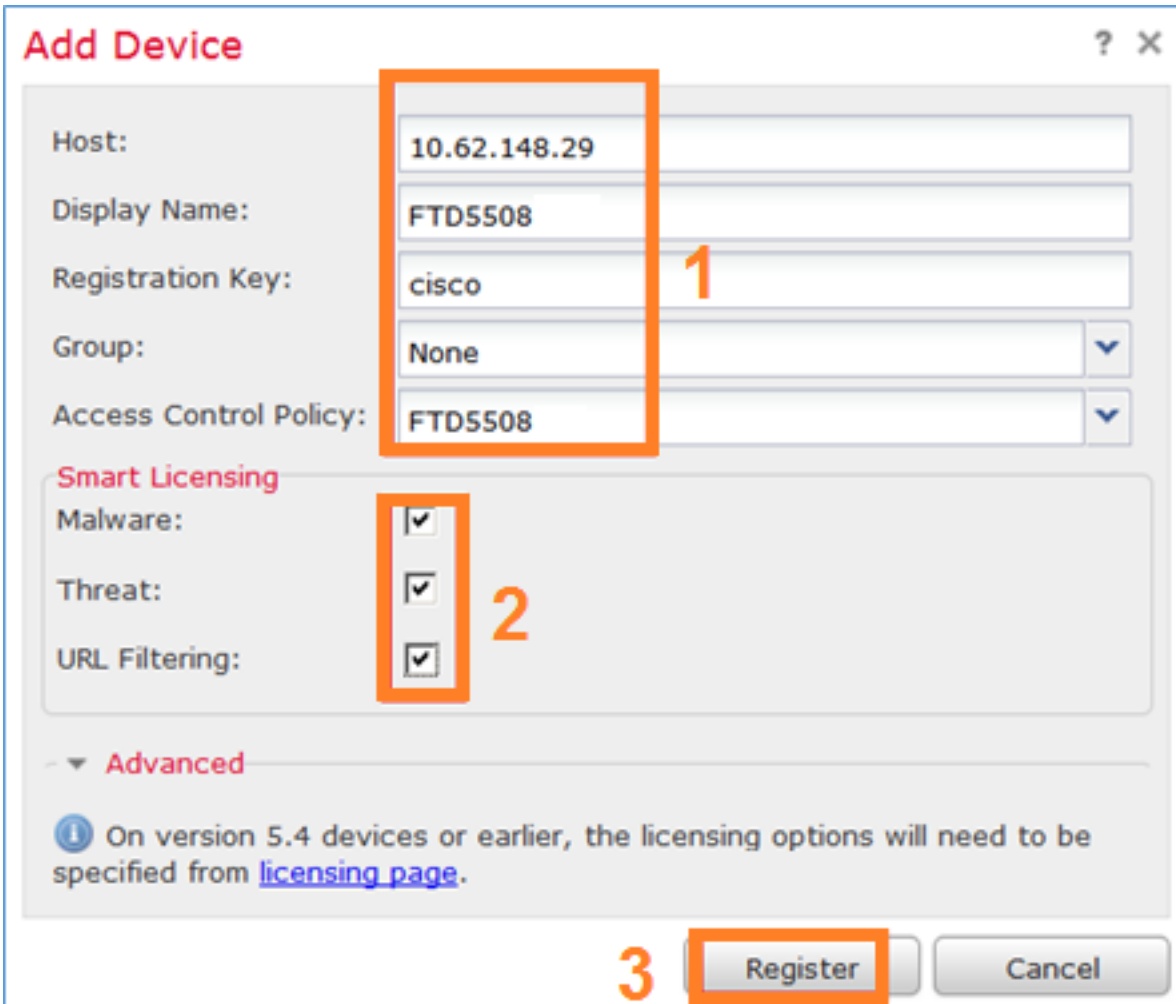 Add Device ? ×
Host: 10.62.148.29
Display Name: FTD5508
Registration Key: cisco
1
Group: None
Access Control Policy: FTD5508
Smart Licensing
Malware:
Threat:
2
URL Filtering:
Advanced
On version 5.4 devices or earlier, the licensing options will need to be
specified from licensing page.
3 Register Cancel